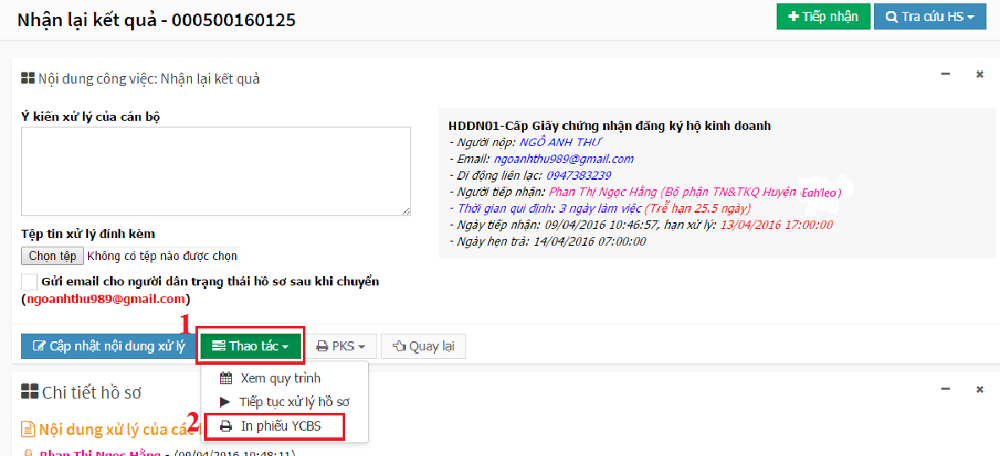 Nhận lại kết quả - 000500160125
Tiếp nhận
Tra cứu HS
Nội dung công việc: Nhận lại kết quả
Ý kiến xử lý của cán bộ
Tệp tin xử lý đính kèm
Chọn tệp Không có tệp nào được chọn
Gửi email cho người dân trạng thái hồ sơ sau khi chuyển
(ngoanhthu989@gmail.com)
HDDN01-Cấp Giấy chứng nhận đăng ký hộ kinh doanh
- Người nộp: NGÔ ANH THƯ
- Email: ngoanhthu989@gmail.com
- Di động liên lạc: 0947383239
- Người tiếp nhận: Phan Thị Ngọc Hằng (Bộ phận TN&TKQ Huyện Eah'leo)
- Thời gian qui định: 3 ngày làm việc (Trễ hạn 25.5 ngày)
- Ngày tiếp nhận: 09/04/2016 10:46:57, hạn xử lý: 13/04/2016 17:00:00
- Ngày hẹn trả: 14/04/2016 07:00:00
1
Cập nhật nội dung xử lý
Thao tác
PKS
Quay lại
Xem quy trình
Tiếp tục xử lý hồ sơ
2
In phiếu YCBS
Chi tiết hồ sơ
Nội dung xử lý của các
Phan Thị Ngọc Hằng - (09/04/2016 10:48:11)